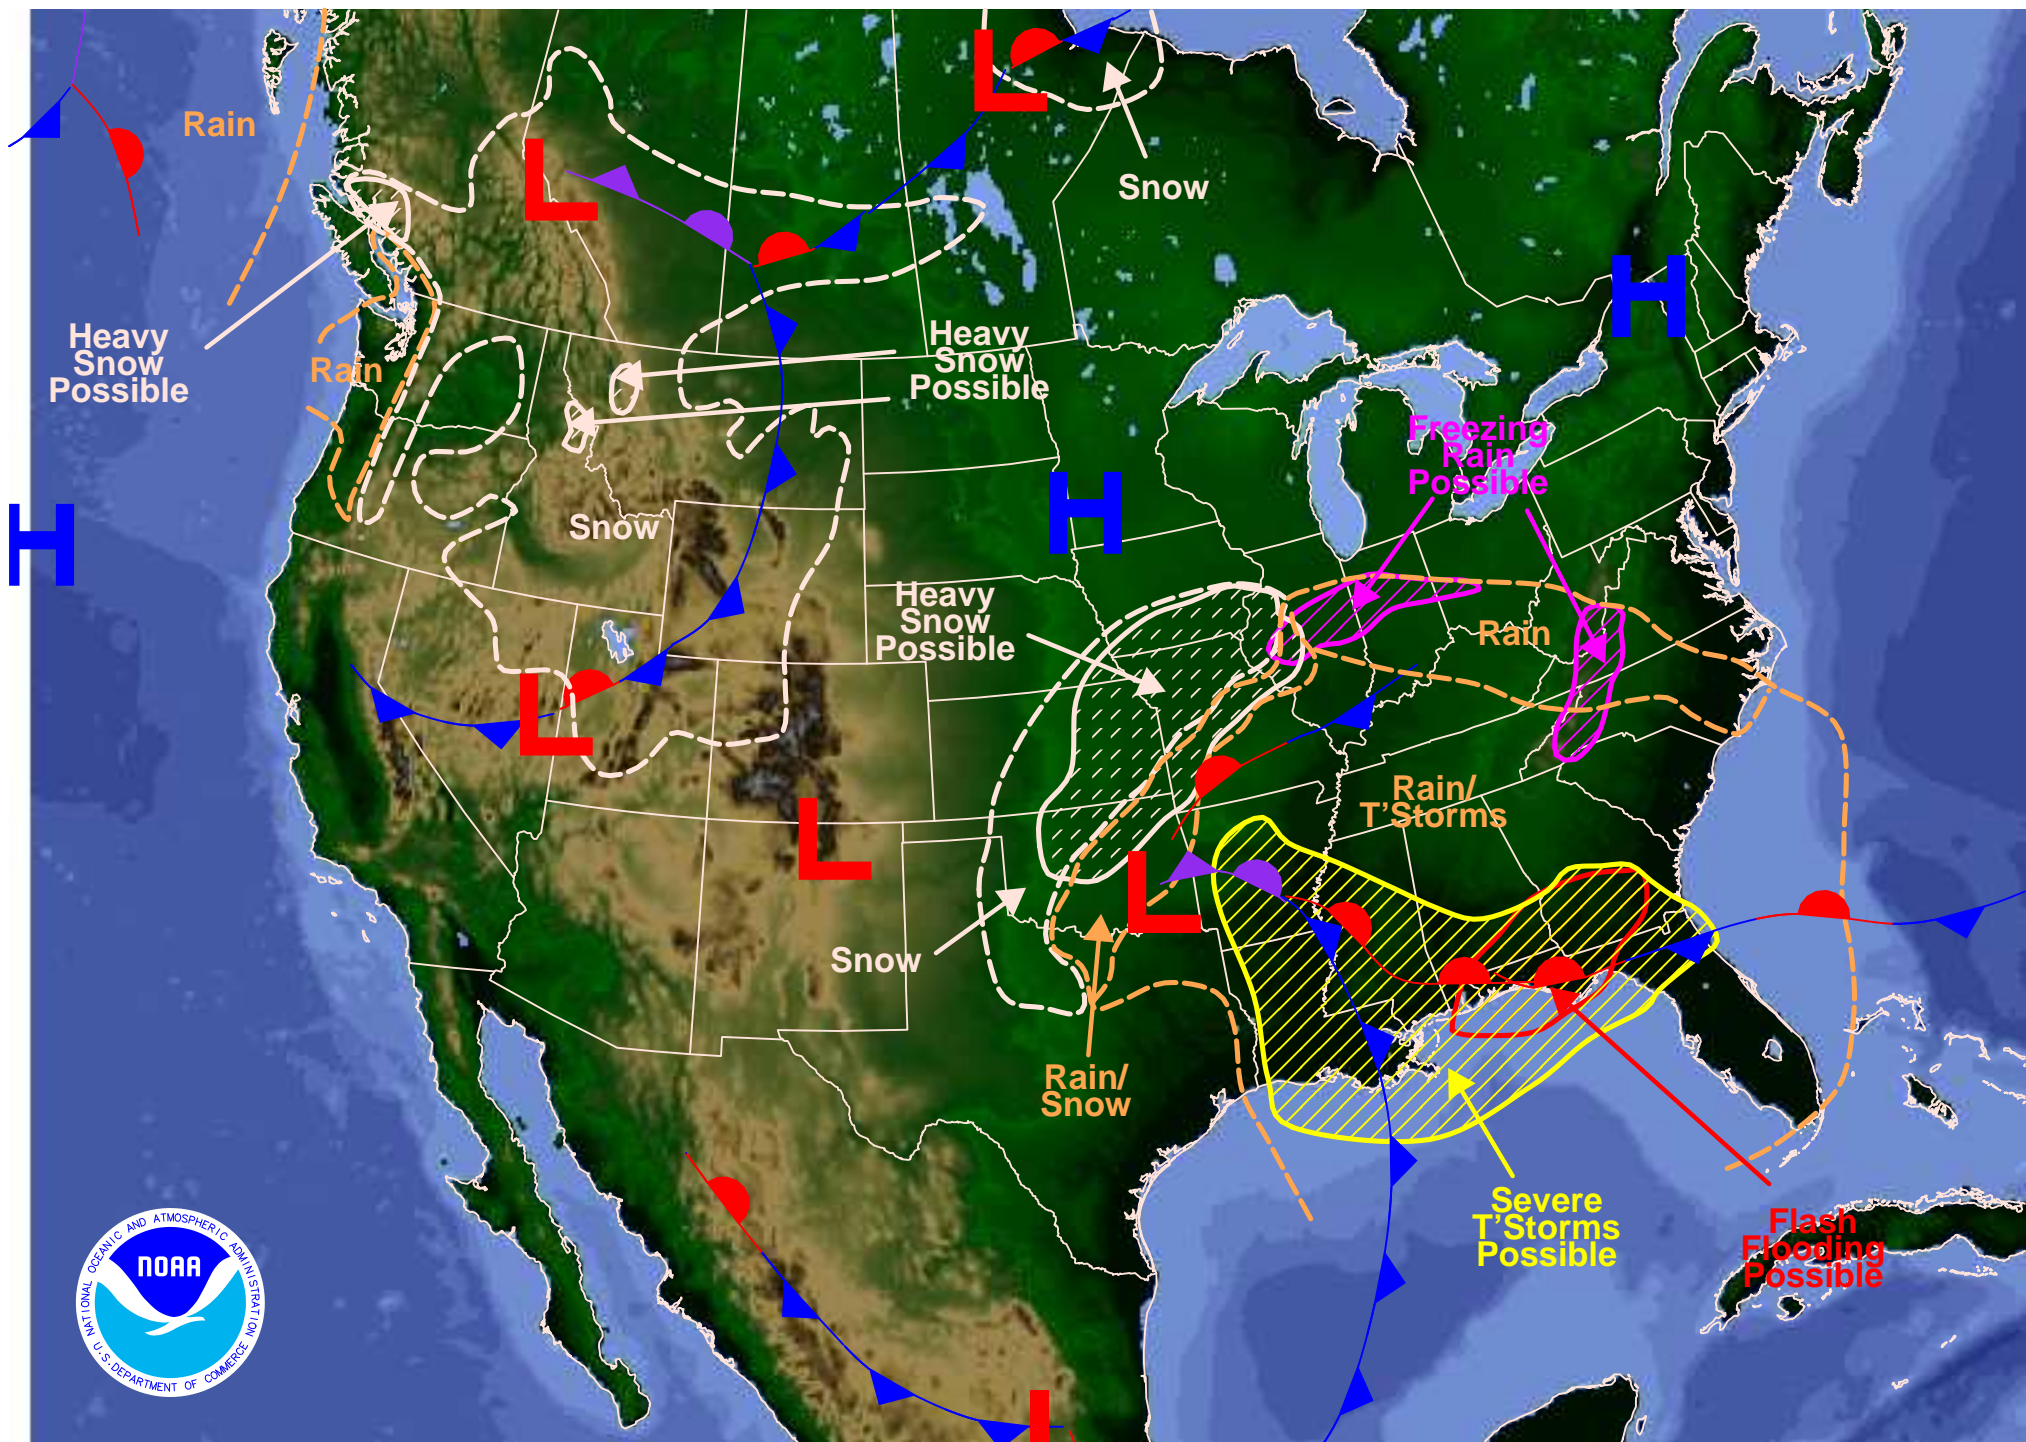 L
Rain
L
Snow
H
Heavy
Snow
Possible
Rain
Heavy
Snow
Possible
Freezing
Rain
Possible
H
H
Snow
Heavy
Snow
Possible
Rain
L
Rain/
T'Storms
L
L
Snow
Rain/
Snow
Severe
T'Storms
Possible
Flash
Flooding
Possible
NATIONAL OCEANIC AND ATMOSPHERIC ADMINISTRATION
NOAA
U.S. DEPARTMENT OF COMMERCE
L